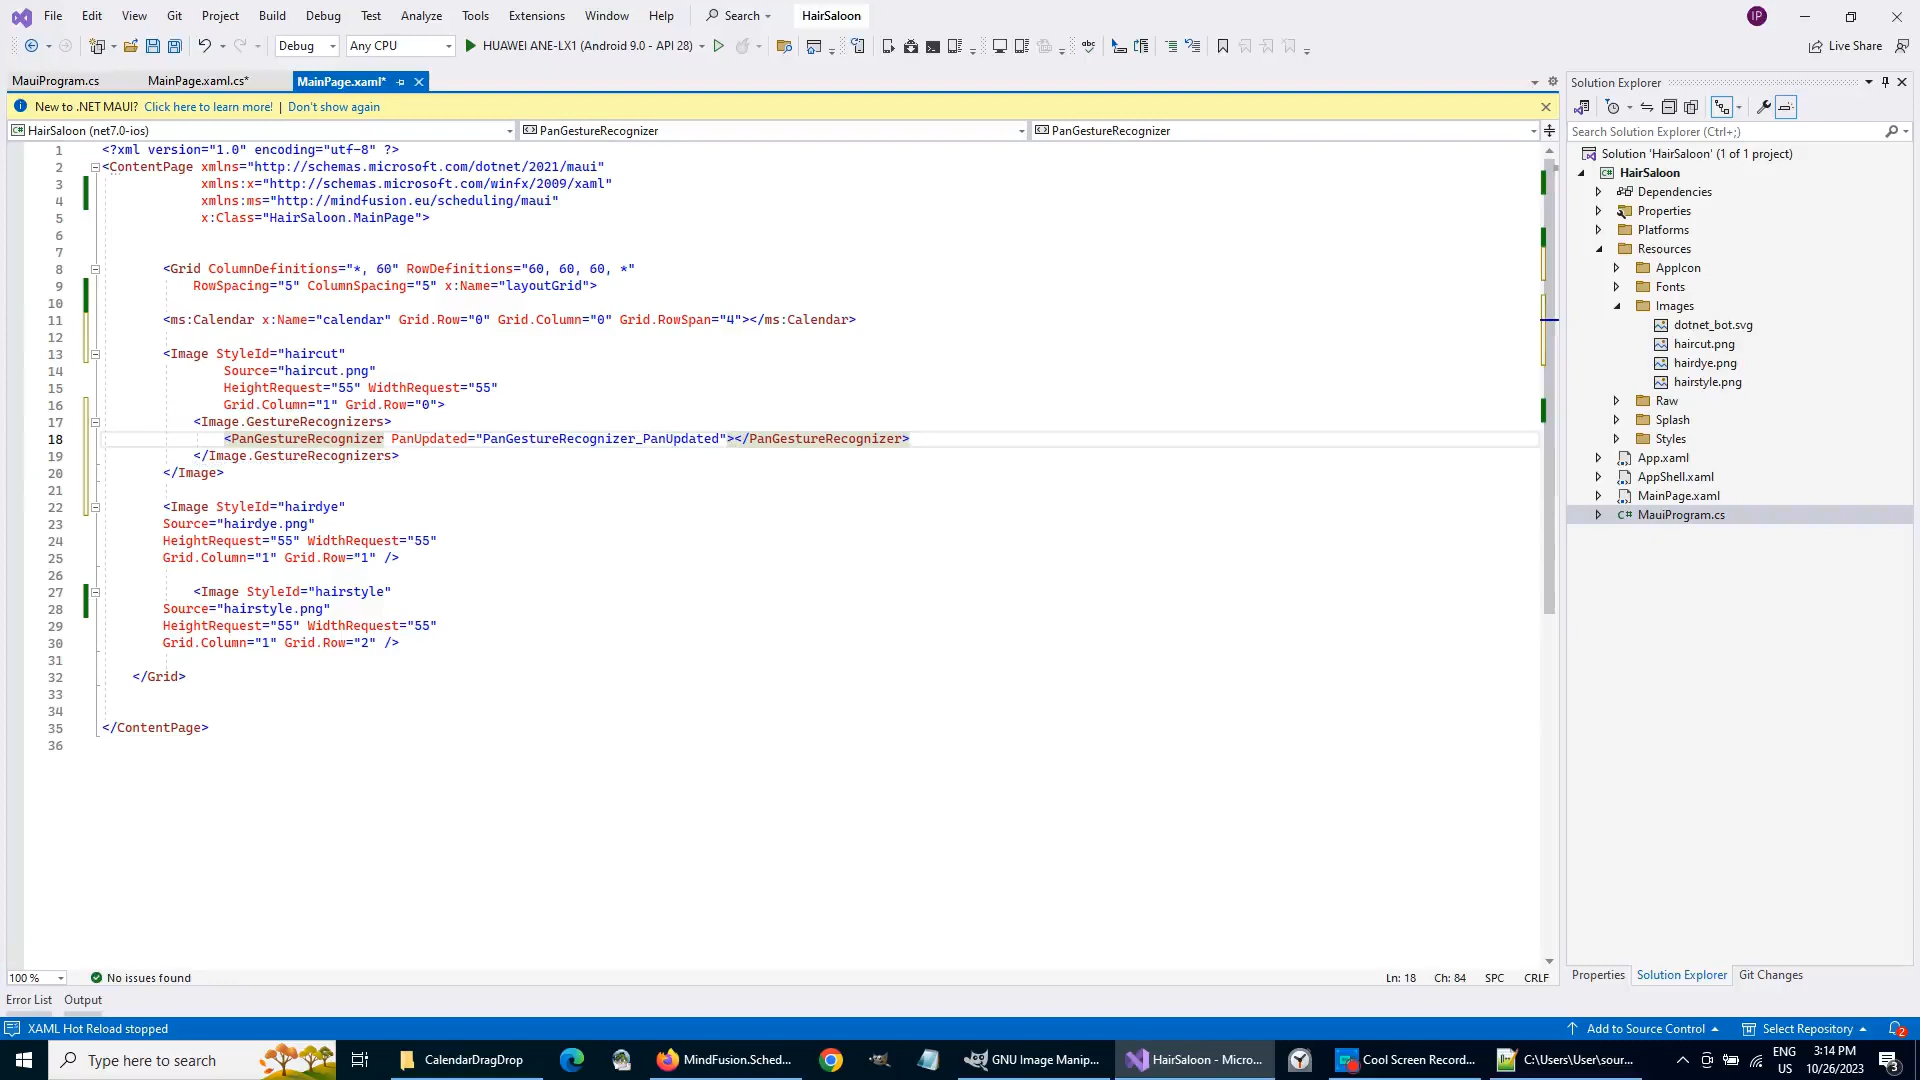 File Edit View Git Project Build Debug Test Analyze Tools Extensions Window Help Search HairSaloon IP
Debug Any CPU HUAWEI ANE-LX1 (Android 9.0 - API 28) Live Share
MauiProgram.cs MainPage.xaml.cs* MainPage.xaml*
New to .NET MAUI? Click here to learn more! | Don't show again
HairSaloon (net7.0-ios) PanGestureRecognizer PanGestureRecognizer
1 <?xml version="1.0" encoding="utf-8" ?>
2 <ContentPage xmlns="http://schemas.microsoft.com/dotnet/2021/maui"
3 xmlns:x="http://schemas.microsoft.com/winfx/2009/xaml"
4 xmlns:ms="http://mindfusion.eu/scheduling/maui"
5 x:Class="HairSaloon.MainPage">
6
7
8 <Grid ColumnDefinitions="*, 60" RowDefinitions="60, 60, 60, *"
9 RowSpacing="5" ColumnSpacing="5" x:Name="layoutGrid">
10
11 <ms:Calendar x:Name="calendar" Grid.Row="0" Grid.Column="0" Grid.RowSpan="4"></ms:Calendar>
12
13 <Image StyleId="haircut"
14 Source="haircut.png"
15 HeightRequest="55" WidthRequest="55"
16 Grid.Column="1" Grid.Row="0">
17 <Image.GestureRecognizers>
18 <PanGestureRecognizer PanUpdated="PanGestureRecognizer_PanUpdated"></PanGestureRecognizer>
19 </Image.GestureRecognizers>
20 </Image>
21
22 <Image StyleId="hairdye"
23 Source="hairdye.png"
24 HeightRequest="55" WidthRequest="55"
25 Grid.Column="1" Grid.Row="1" />
26
27 <Image StyleId="hairstyle"
28 Source="hairstyle.png"
29 HeightRequest="55" WidthRequest="55"
30 Grid.Column="1" Grid.Row="2" />
31
32 </Grid>
33
34
35 </ContentPage>
36
100 % No issues found Ln: 18 Ch: 84 SPC CRLF
Error List Output
Solution Explorer
Search Solution Explorer (Ctrl+;)
Solution 'HairSaloon' (1 of 1 project)
HairSaloon
Dependencies
Properties
Platforms
Resources
AppIcon
Fonts
Images
dotnet_bot.svg
haircut.png
hairdye.png
hairstyle.png
Raw
Splash
Styles
App.xaml
AppShell.xaml
MainPage.xaml
C# MauiProgram.cs
Properties Solution Explorer Git Changes
XAML Hot Reload stopped Add to Source Control Select Repository 2
Type here to search CalendarDragDrop MindFusion.Sched... GNU Image Manip... HairSaloon - Micro... Cool Screen Record... C:\Users\User\sour... ENG US 3:14 PM 10/26/2023 3